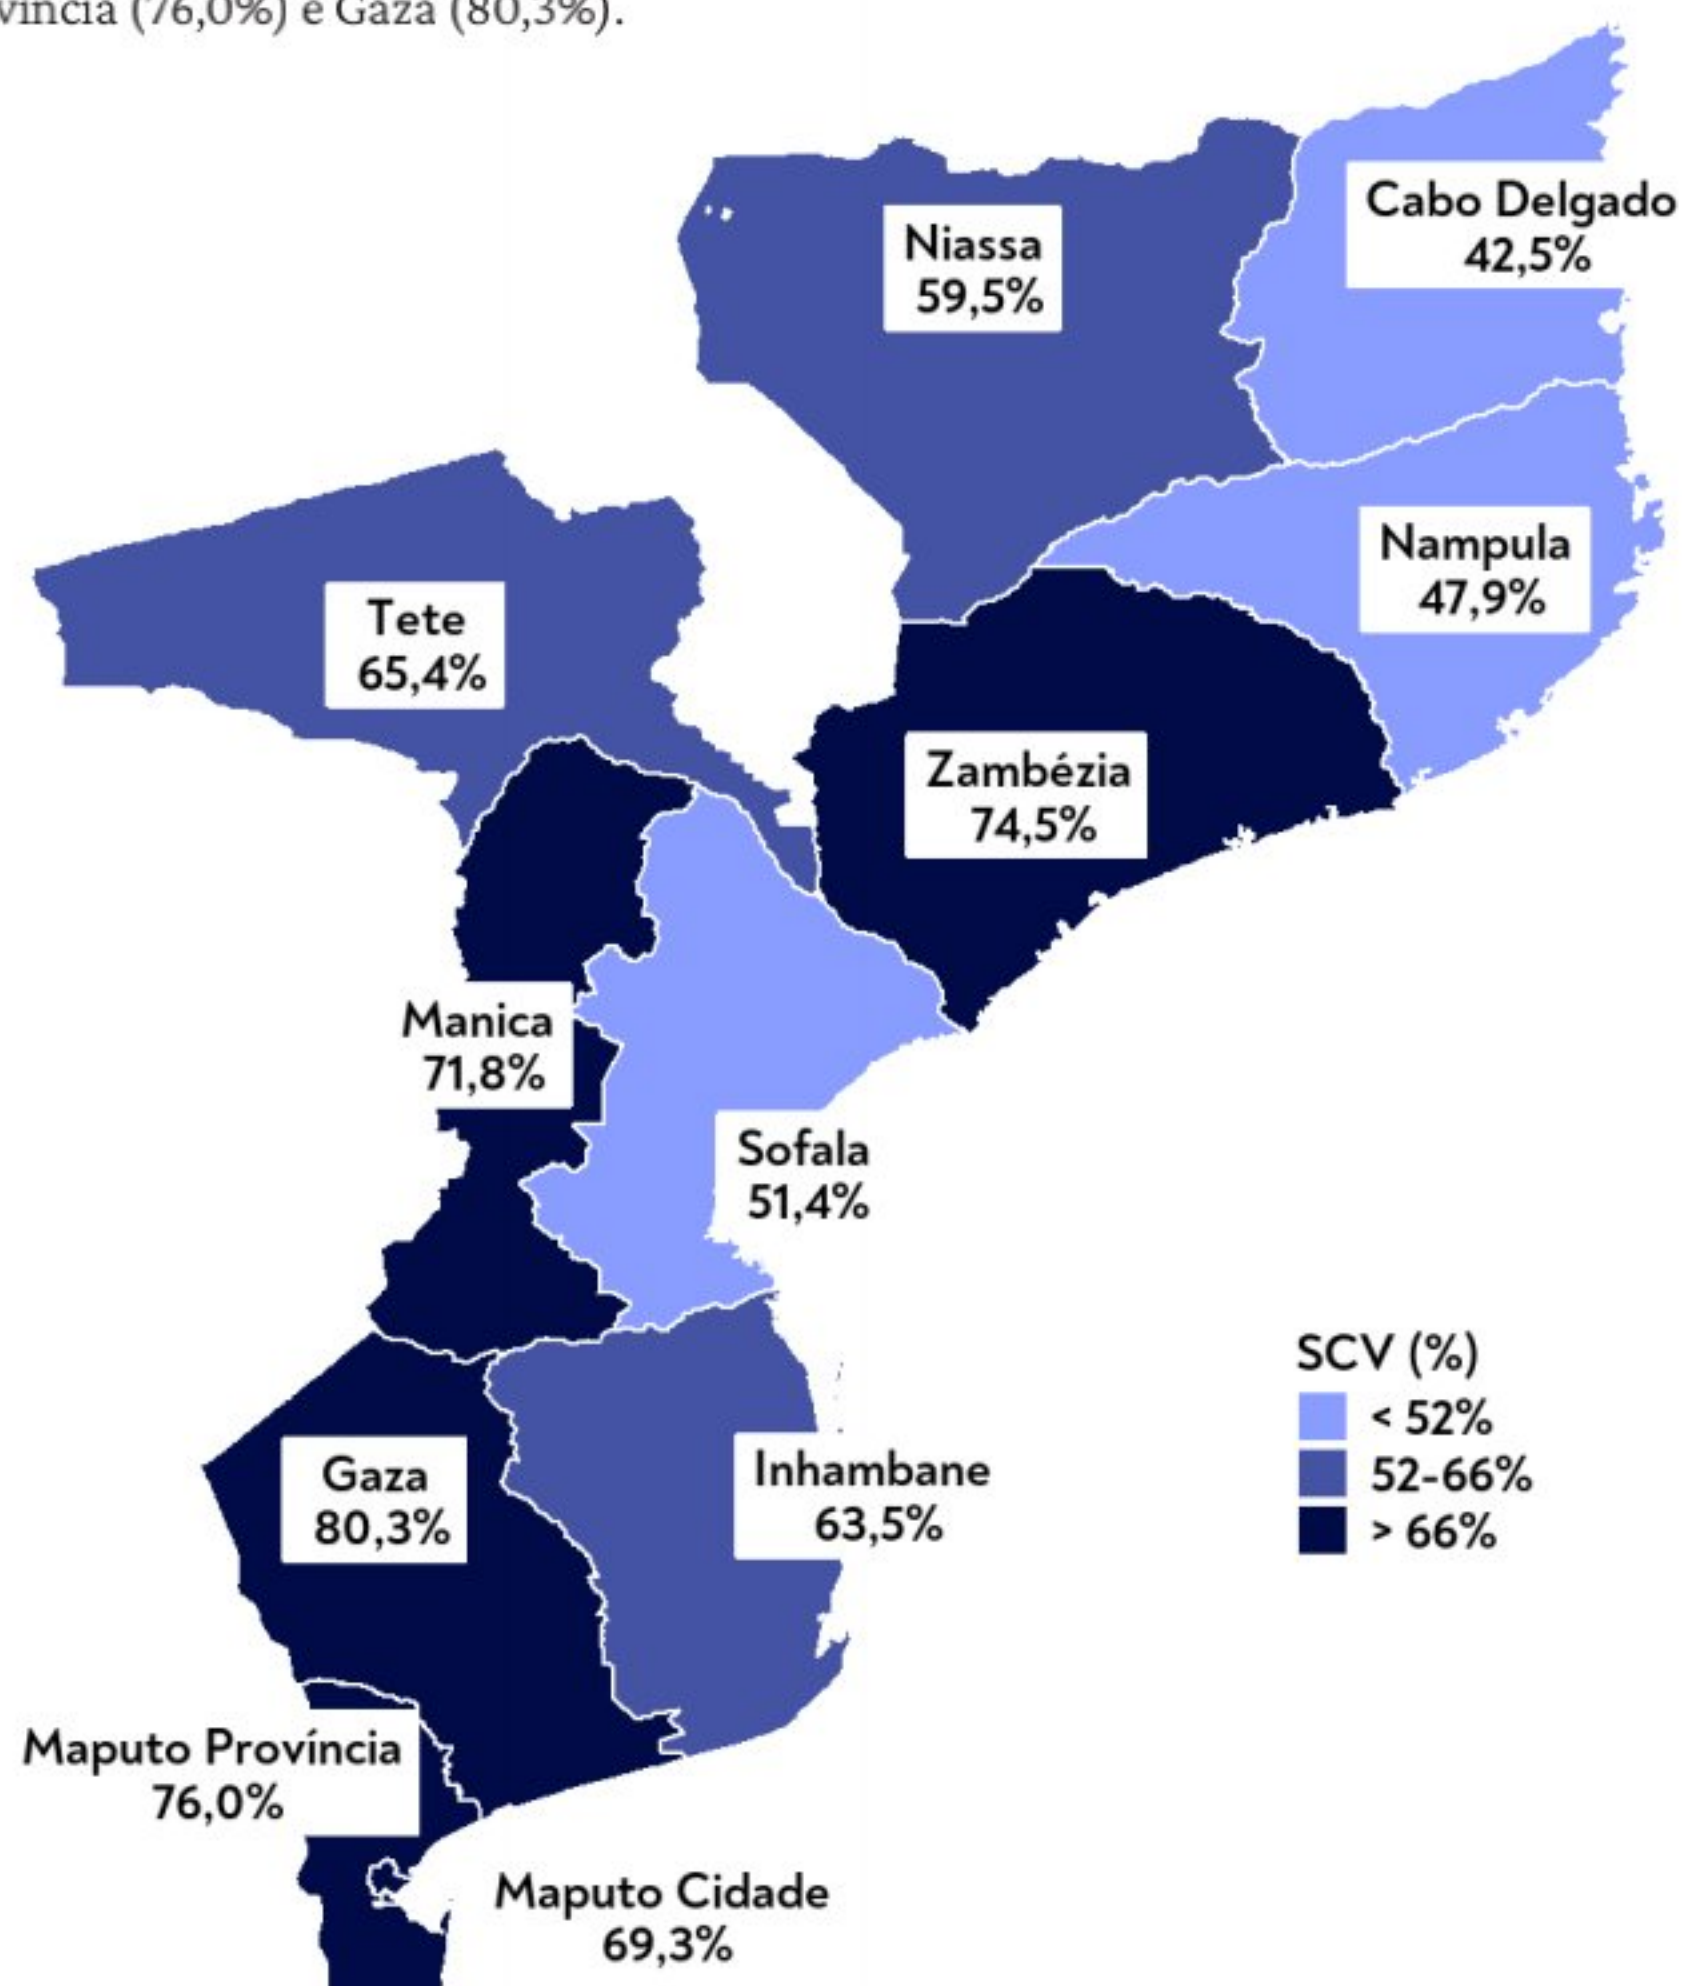 (76,0%) e Gaza (80,3%).
Cabo Delgado
42,5%
Niassa
59,5%
Nampula
47,9%
Tete
65,4%
Zambézia
74,5%
Manica
71,8%
Sofala
51,4%
SCV (%)
< 52%
52-66%
> 66%
Gaza
80,3%
Inhambane
63,5%
Maputo Província
76,0%
Maputo Cidade
69,3%